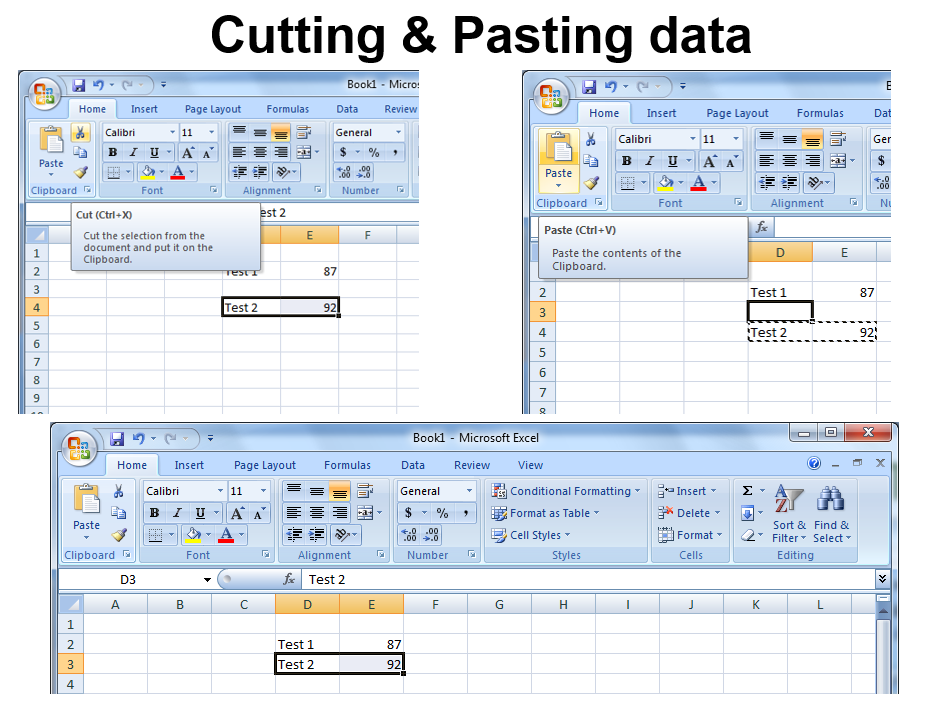 Cutting & Pasting data
Book1 - Micros
Home Insert Page Layout Formulas Data Review
Calibri 11 General
B I U A A $ % ,
Paste
Clipboard Font Alignment Number
Cut (Ctrl+X)
Cut the selection from the
document and put it on the
Clipboard.
est 2
E F
1
2 Test 1 87
3
4 Test 2 92
5
6
7
8
9
Home Insert Page Layout Formulas Dat
Calibri 11 Ger
B I U A A $
Paste
Clipboard Font Alignment Nu
Paste (Ctrl+V)
Paste the contents of the
Clipboard.
fx
D E
2 Test 1 87
3
4 Test 2 92
5
6
7
8
Book1 - Microsoft Excel
Home Insert Page Layout Formulas Data Review View
Calibri 11 General Conditional Formatting Insert Σ
Paste B I U A A $ % , Format as Table Delete Sort & Find &
A Cell Styles Format Filter Select
Clipboard Font Alignment Number Styles Cells Editing
D3 fx Test 2
A B C D E F G H I J K L
1
2 Test 1 87
3 Test 2 92
4